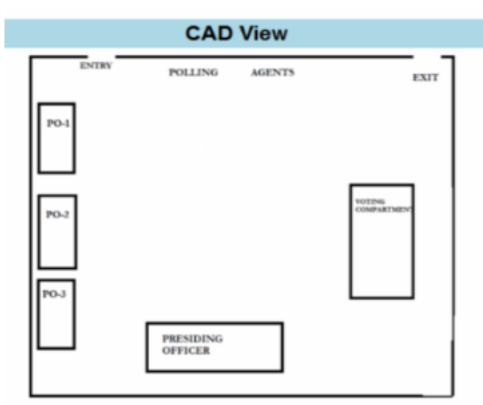 CAD View
ENTRY
POLLING AGENTS
EXIT
PO-1
PO-2
VOTING
COMPARTMENT
PO-3
PRESIDING
OFFICER